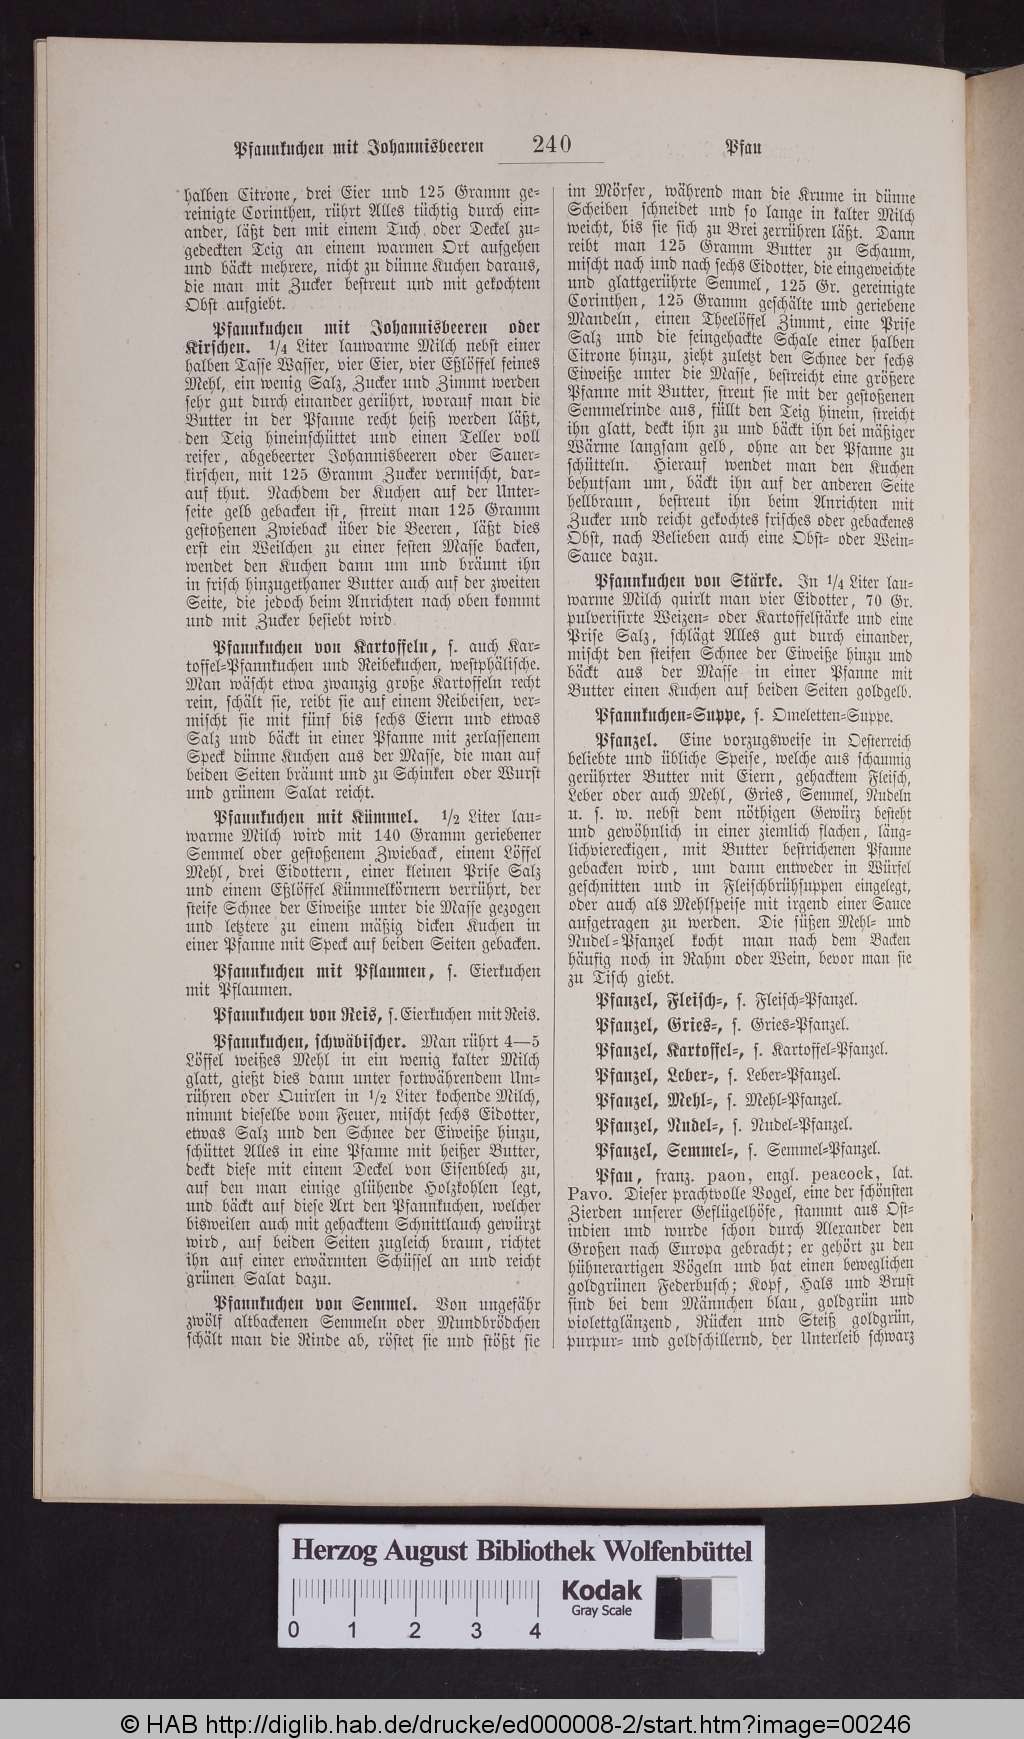 Pfannkuchen mit Johannisbeeren 240 Pfau
halben Citrone, drei Eier und 125 Gramm ge-
reinigte Corinthen, rührt Alles tüchtig durch ein-
ander, läßt den mit einem Tuch oder Deckel zu-
gedeckten Teig an einem warmen Ort aufgehen
und bäckt mehrere, nicht zu dünne Kuchen daraus,
die man mit Zucker bestreut und mit gekochtem
Obst aufgiebt.
Pfannkuchen mit Johannisbeeren oder
Kirschen. 1/4 Liter lauwarme Milch nebst einer
halben Tasse Wasser, vier Eier, vier Eßlöffel feines
Mehl, ein wenig Salz, Zucker und Zimmt werden
sehr gut durch einander gerührt, worauf man die
Butter in der Pfanne recht heiß werden läßt,
den Teig hineinschüttet und einen Teller voll
reifer, abgebeerter Johannisbeeren oder Sauer-
kirschen, mit 125 Gramm Zucker vermischt, dar-
auf thut. Nachdem der Kuchen auf der Unter-
seite gelb gebacken ist, streut man 125 Gramm
gestoßenen Zwieback über die Beeren, läßt dies
erst ein Weilchen zu einer festen Masse backen,
wendet den Kuchen dann um und bräunt ihn
in frisch hinzugethaner Butter auch auf der zweiten
Seite, die jedoch beim Anrichten nach oben kommt
und mit Zucker besiebt wird.
Pfannkuchen von Kartoffeln, s. auch Kar-
toffel-Pfannkuchen und Reibekuchen, westphälische.
Man wäscht etwa zwanzig große Kartoffeln recht
rein, schält sie, reibt sie auf einem Reibeisen, ver-
mischt sie mit fünf bis sechs Eiern und etwas
Salz und bäckt in einer Pfanne mit zerlassenem
Speck dünne Kuchen aus der Masse, die man auf
beiden Seiten bräunt und zu Schinken oder Wurst
und grünem Salat reicht.
Pfannkuchen mit Kümmel. 1/2 Liter lau-
warme Milch wird mit 140 Gramm geriebener
Semmel oder gestoßenem Zwieback, einem Löffel
Mehl, drei Eidottern, einer kleinen Prise Salz
und einem Eßlöffel Kümmelkörnern verrührt, der
steife Schnee der Eiweiße unter die Masse gezogen
und letztere zu einem mäßig dicken Kuchen in
einer Pfanne mit Speck auf beiden Seiten gebacken.
Pfannkuchen mit Pflaumen, s. Eierkuchen
mit Pflaumen.
Pfannkuchen von Reis, s. Eierkuchen mit Reis.
Pfannkuchen, schwäbischer. Man rührt 4—5
Löffel weißes Mehl in ein wenig kalter Milch
glatt, gießt dies dann unter fortwährendem Um-
rühren oder Quirlen in 1/2 Liter kochende Milch,
nimmt dieselbe vom Feuer, mischt sechs Eidotter,
etwas Salz und den Schnee der Eiweiße hinzu,
schüttet Alles in eine Pfanne mit heißer Butter,
deckt diese mit einem Deckel von Eisenblech zu,
auf den man einige glühende Holzkohlen legt,
und bäckt auf diese Art den Pfannkuchen, welcher
bisweilen auch mit gehacktem Schnittlauch gewürzt
wird, auf beiden Seiten zugleich braun, richtet
ihn auf einer erwärmten Schüssel an und reicht
grünen Salat dazu.
Pfannkuchen von Semmel. Von ungefähr
zwölf altbackenen Semmeln oder Mundbrödchen
schält man die Rinde ab, röstet sie und stößt sie
im Mörser, während man die Krume in dünne
Scheiben schneidet und so lange in kalter Milch
weicht, bis sie sich zu Brei zerrühren läßt. Dann
reibt man 125 Gramm Butter zu Schaum,
mischt nach und nach sechs Eidotter, die eingeweichte
und glattgerührte Semmel, 125 Gr. gereinigte
Corinthen, 125 Gramm geschälte und geriebene
Mandeln, einen Theelöffel Zimmt, eine Prise
Salz und die feingehackte Schale einer halben
Citrone hinzu, zieht zuletzt den Schnee der sechs
Eiweiße unter die Masse, bestreicht eine größere
Pfanne mit Butter, streut sie mit der gestoßenen
Semmelrinde aus, füllt den Teig hinein, streicht
ihn glatt, deckt ihn zu und bäckt ihn bei mäßiger
Wärme langsam gelb, ohne an der Pfanne zu
schütteln. Hierauf wendet man den Kuchen
behutsam um, bäckt ihn auf der anderen Seite
hellbraun, bestreut ihn beim Anrichten mit
Zucker und reicht gekochtes frisches oder gebackenes
Obst, nach Belieben auch eine Obst- oder Wein-
Sauce dazu.
Pfannkuchen von Stärke. In 1/4 Liter lau-
warme Milch quirlt man vier Eidotter, 70 Gr.
pulverisirte Weizen- oder Kartoffelstärke und eine
Prise Salz, schlägt Alles gut durch einander,
mischt den steifen Schnee der Eiweiße hinzu und
bäckt aus der Masse in einer Pfanne mit
Butter einen Kuchen auf beiden Seiten goldgelb.
Pfannkuchen-Suppe, s. Omeletten-Suppe.
Pfanzel. Eine vorzugsweise in Oesterreich
beliebte und übliche Speise, welche aus schaumig
gerührter Butter mit Eiern, gehacktem Fleisch,
Leber oder auch Mehl, Gries, Semmel, Nudeln
u. s. w. nebst dem nöthigen Gewürz besteht
und gewöhnlich in einer ziemlich flachen, läng-
lichviereckigen, mit Butter bestrichenen Pfanne
gebacken wird, um dann entweder in Würfel
geschnitten und in Fleischbrühsuppen eingelegt,
oder auch als Mehlspeise mit irgend einer Sauce
aufgetragen zu werden. Die süßen Mehl- und
Nudel-Pfanzel kocht man nach dem Backen
häufig noch in Rahm oder Wein, bevor man sie
zu Tisch giebt.
Pfanzel, Fleisch-, s. Fleisch-Pfanzel.
Pfanzel, Gries-, s. Gries-Pfanzel.
Pfanzel, Kartoffel-, s. Kartoffel-Pfanzel.
Pfanzel, Leber-, s. Leber-Pfanzel.
Pfanzel, Mehl-, s. Mehl-Pfanzel.
Pfanzel, Nudel-, s. Nudel-Pfanzel.
Pfanzel, Semmel-, s. Semmel-Pfanzel.
Pfau, franz. paon, engl. peacock, lat.
Pavo. Dieser prachtvolle Vogel, eine der schönsten
Zierden unserer Geflügelhöfe, stammt aus Ost-
indien und wurde schon durch Alexander den
Großen nach Europa gebracht; er gehört zu den
hühnerartigen Vögeln und hat einen beweglichen
goldgrünen Federbusch; Kopf, Hals und Brust
sind bei dem Männchen blau, goldgrün und
violettglänzend, Rücken und Steiß goldgrün,
purpur- und goldschillernd, der Unterleib schwarz
Herzog August Bibliothek Wolfenbüttel
Kodak
Gray Scale
0 1 2 3 4
© HAB http://diglib.hab.de/drucke/ed000008-2/start.htm?image=00246